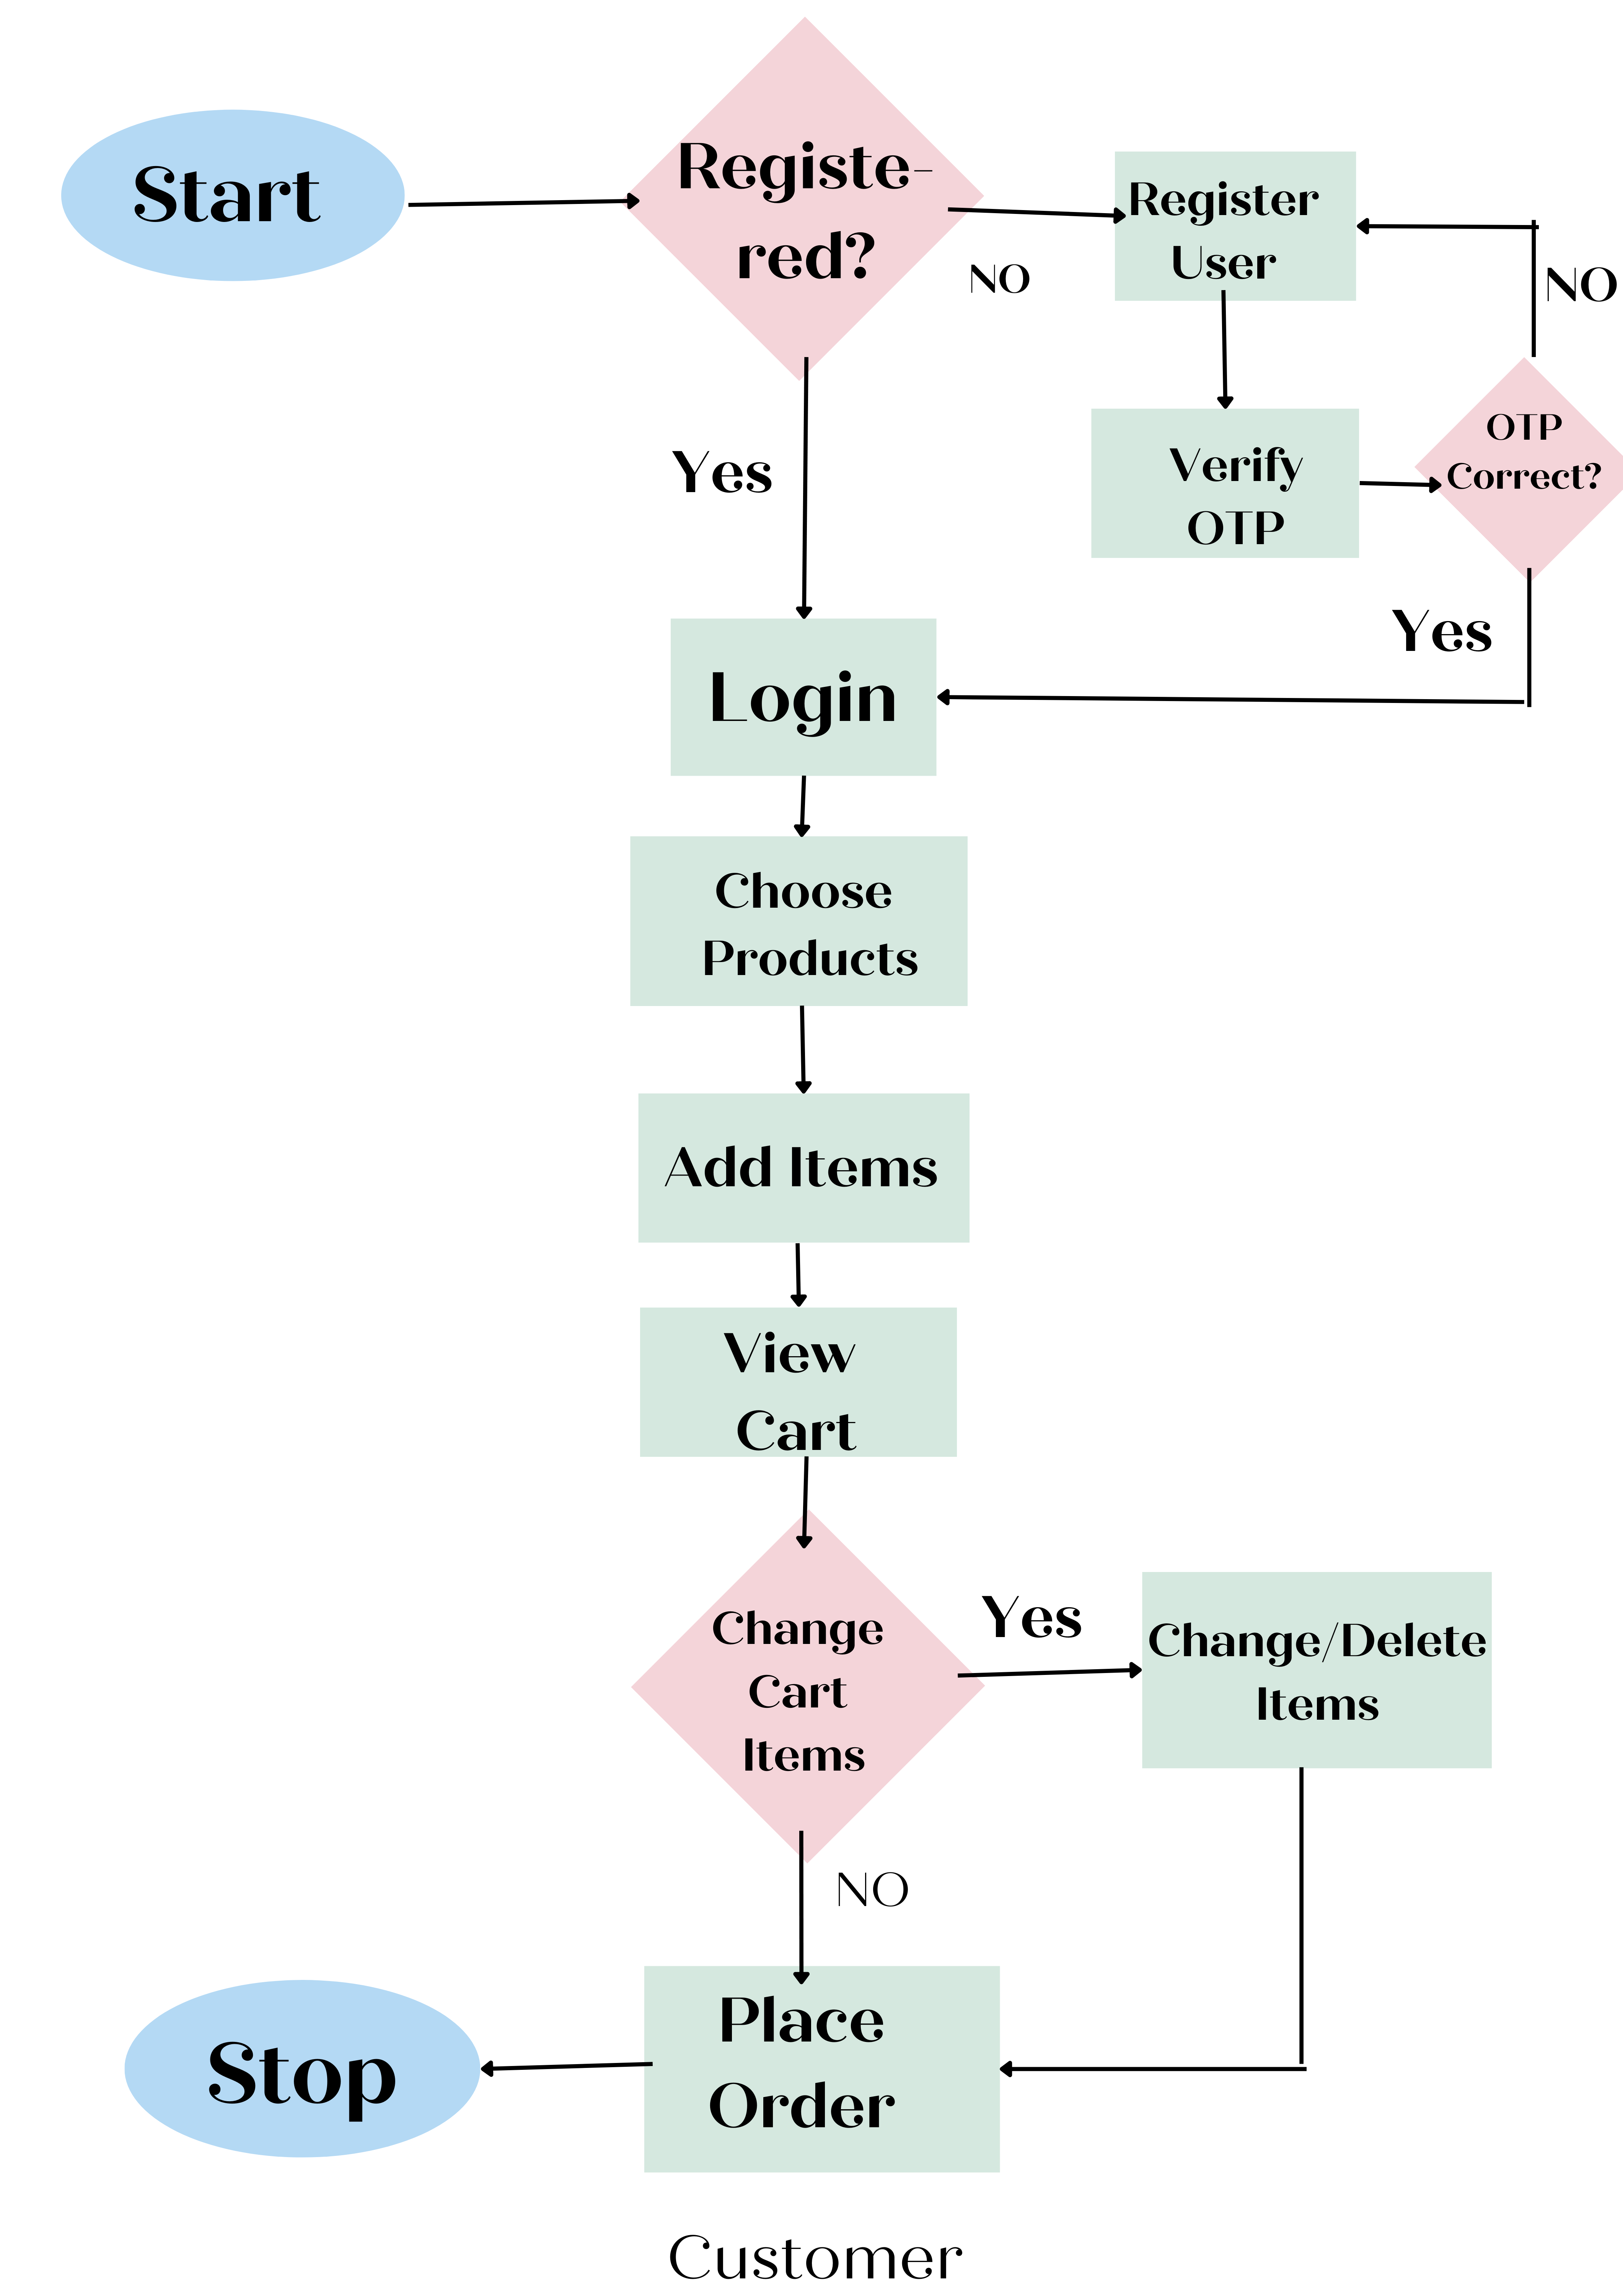 Start
Registe-
red?
NO
Register
User
NO
Yes
Verify
OTP
OTP
Correct?
Yes
Login
Choose
Products
Add Items
View
Cart
Change
Cart
Items
Yes
Change/Delete
Items
NO
Place
Order
Stop
Customer